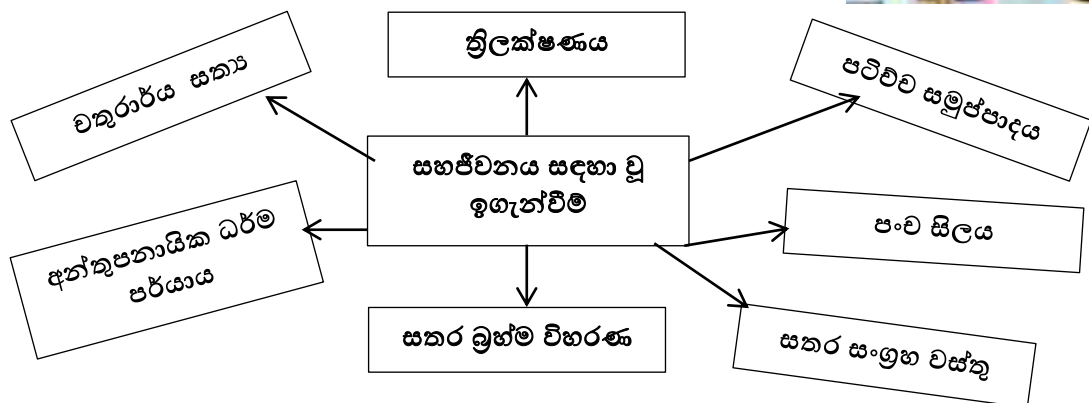 ත්‍රිලක්ෂණය
චතුරාර්ය සත්‍ය
පටිච්ච සමුප්පාදය
සහජීවනය සඳහා වූ
ඉගැන්වීම්
අන්තුපනායික ධර්ම
පර්යාය
පංච සිලය
සතර බ්‍රහ්ම විහරණ
සතර සංග්‍රහ වස්තු